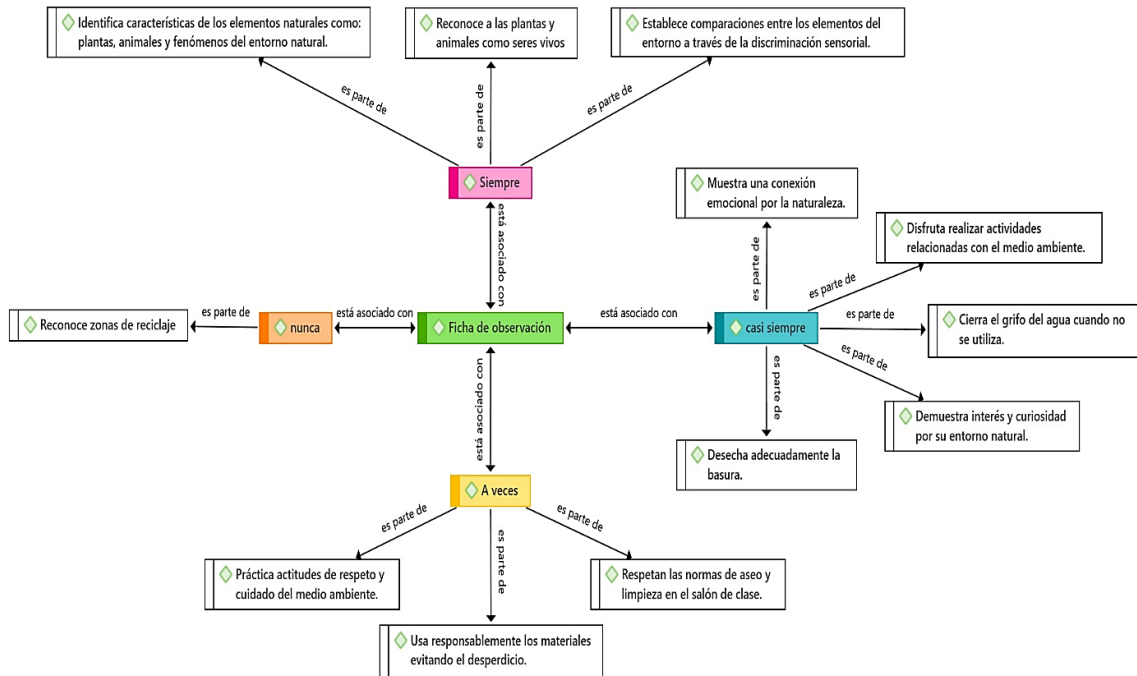 Identifica características de los elementos naturales como:
plantas, animales y fenómenos del entorno natural.
Reconoce a las plantas y
animales como seres vivos
Establece comparaciones entre los elementos del
entorno a través de la discriminación sensorial.
es parte de
es parte de
es parte de
Siempre
está asociado con
Muestra una conexión
emocional por la naturaleza.
Disfruta realizar actividades
relacionadas con el medio ambiente.
es parte de
es parte de
Reconoce zonas de reciclaje
es parte de
nunca
está asociado con
Ficha de observación
está asociado con
casi siempre
es parte de
Cierra el grifo del agua cuando no
se utiliza.
es parte de
es parte de
Demuestra interés y curiosidad
por su entorno natural.
Desecha adecuadamente la
basura.
está asociado con
A veces
es parte de
es parte de
es parte de
Práctica actitudes de respeto y
cuidado del medio ambiente.
Respetan las normas de aseo y
limpieza en el salón de clase.
Usa responsablemente los materiales
evitando el desperdicio.